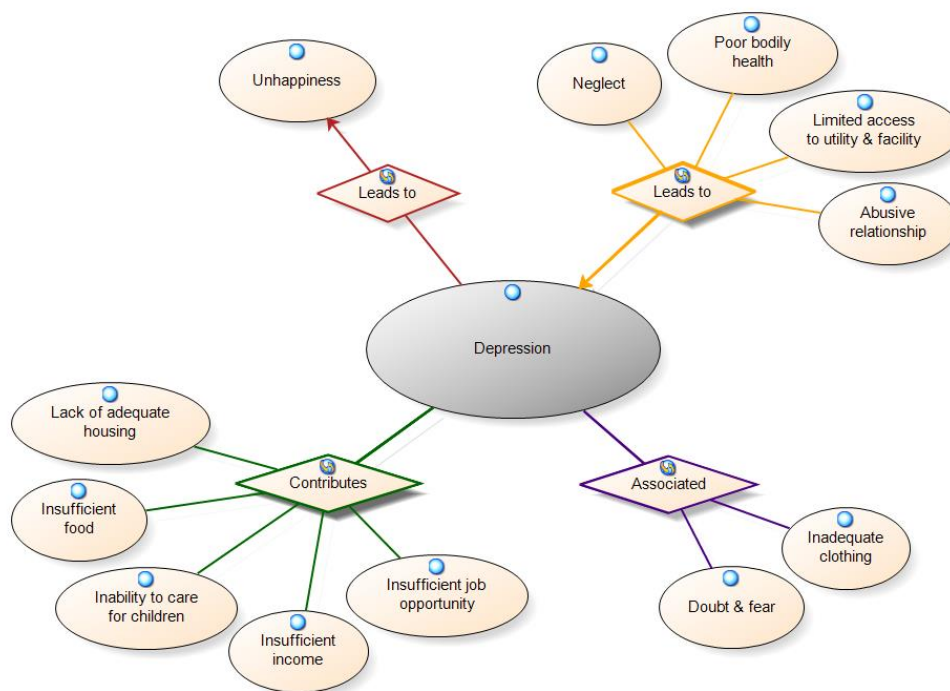 Unhappiness
Neglect
Poor bodily
health
Limited access
to utility & facility
Leads to
Leads to
Abusive
relationship
Depression
Lack of adequate
housing
Contributes
Associated
Insufficient
food
Inadequate
clothing
Inability to care
for children
Insufficient job
opportunity
Doubt & fear
Insufficient
income